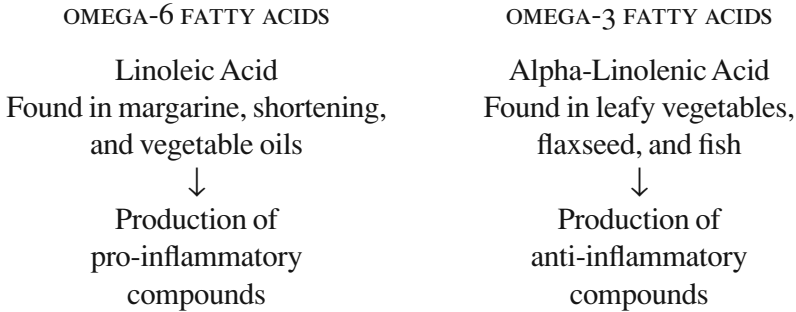 OMEGA-6 FATTY ACIDS
Linoleic Acid
Found in margarine, shortening,
and vegetable oils
↓
Production of
pro-inflammatory
compounds
OMEGA-3 FATTY ACIDS
Alpha-Linolenic Acid
Found in leafy vegetables,
flaxseed, and fish
↓
Production of
anti-inflammatory
compounds